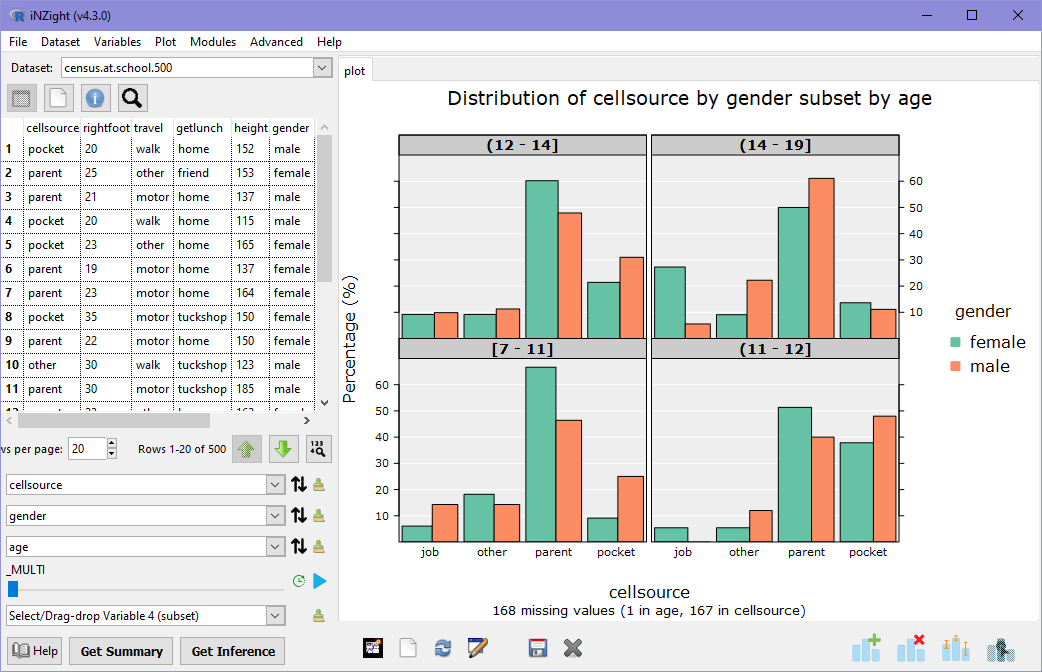 iNZight (v4.3.0)
File Dataset Variables Plot Modules Advanced Help
Dataset: census.at.school.500
cellsource rightfoot travel getlunch height gender
1 pocket 20 walk home 152 male
2 parent 25 other friend 153 female
3 parent 21 motor home 137 male
4 pocket 20 walk home 115 male
5 pocket 23 other home 165 female
6 parent 19 motor home 137 female
7 parent 23 motor home 164 female
8 pocket 35 motor tuckshop 150 female
9 parent 22 motor home 150 female
10 other 30 walk tuckshop 123 male
11 parent 30 motor tuckshop 185 male
ws per page: 20 Rows 1-20 of 500
123
cellsource
gender
age
_MULTI
Select/Drag-drop Variable 4 (subset)
Help Get Summary Get Inference
plot
Distribution of cellsource by gender subset by age
(12 - 14] (14 - 19]
60
50
40
30
20
10
Percentage (%)
[7 - 11] (11 - 12]
60
50
40
30
20
10
job other parent pocket job other parent pocket
cellsource
168 missing values (1 in age, 167 in cellsource)
gender
female
male